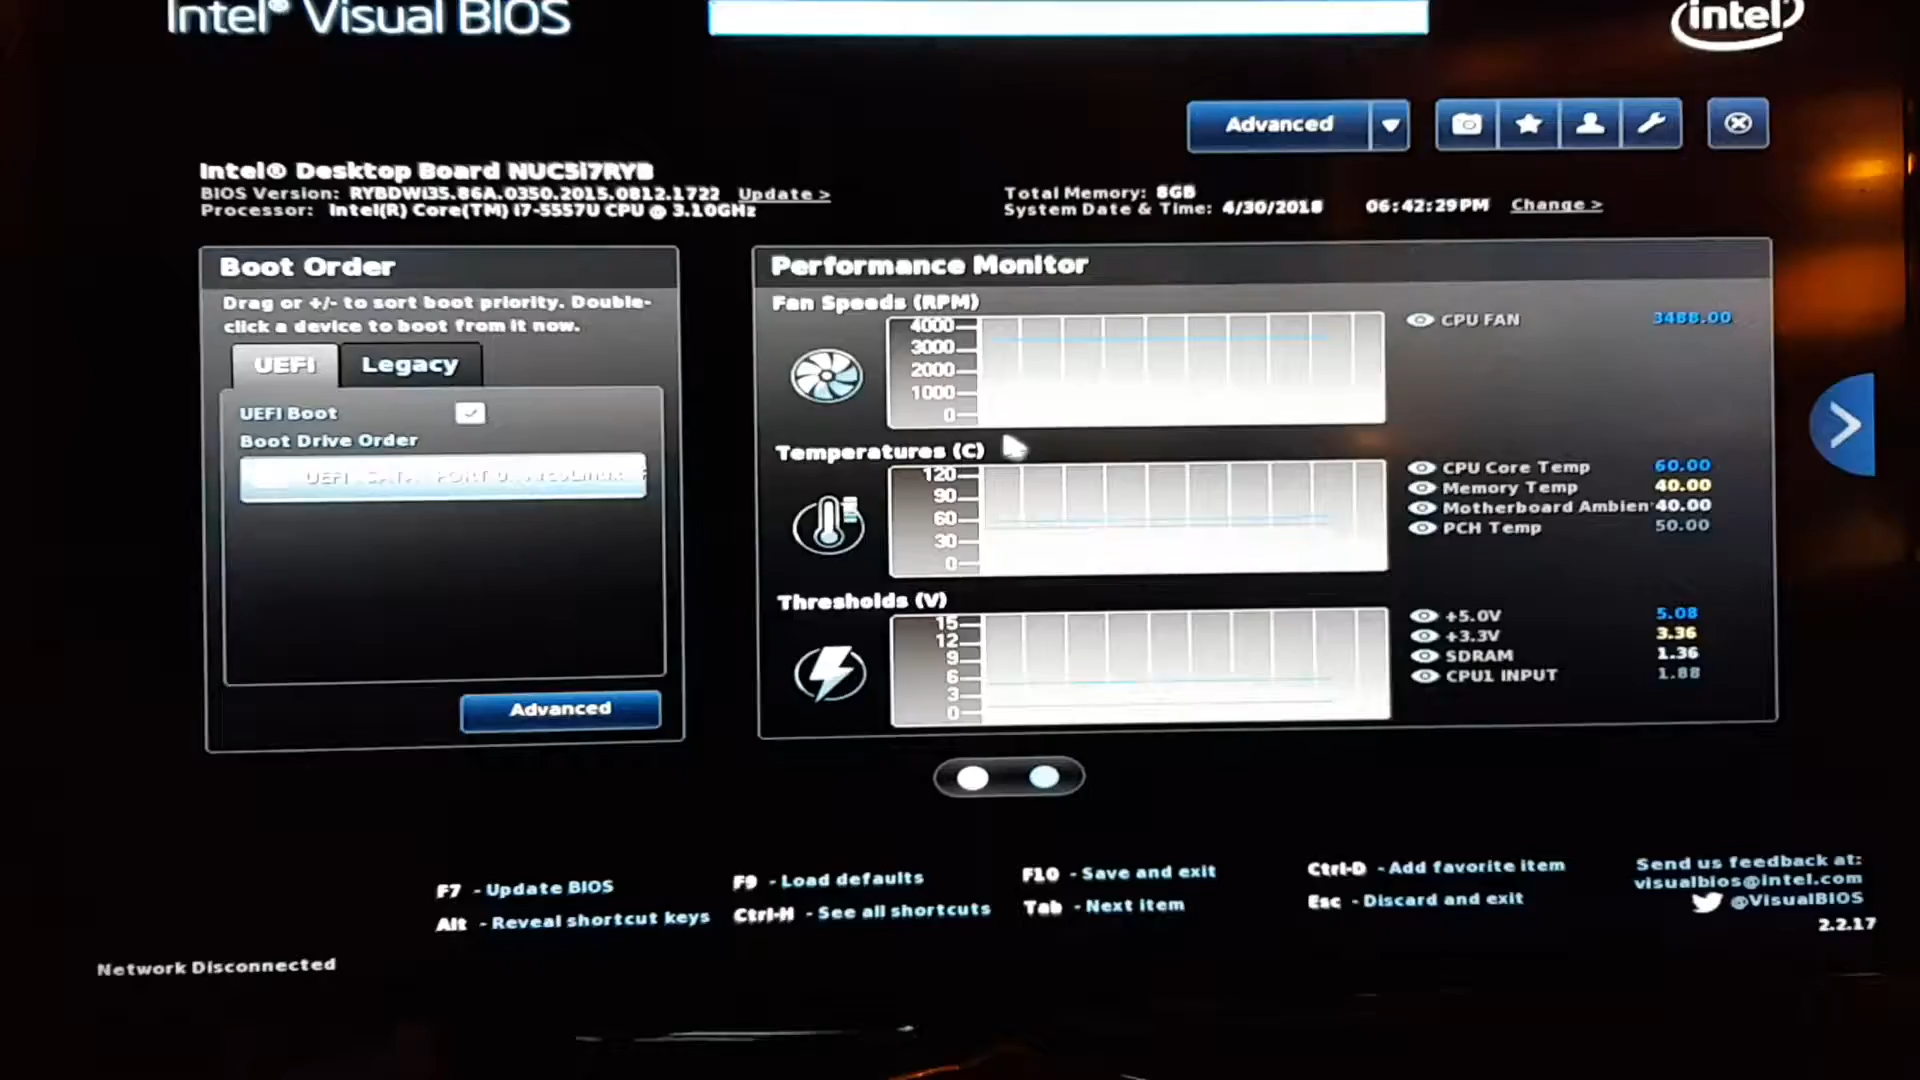 Intel® Visual BIOS
intel
Advanced
Intel® Desktop Board NUC5i7RYB
BIOS Version: RYBDWi35.86A.0350.2015.0812.1722 Update >
Processor: Intel(R) Core(TM) i7-5557U CPU @ 3.10GHz
Total Memory: 8GB
System Date & Time: 4/30/2018 06:42:29PM Change >
Boot Order
Drag or +/- to sort boot priority. Double-
click a device to boot from it now.
UEFI Legacy
UEFI Boot
Boot Drive Order
UEFI : SATA : PORT 0 :
Advanced
Performance Monitor
Fan Speeds (RPM)
4000
3000
2000
1000
0
CPU FAN 3488.00
Temperatures (C)
120
90
60
30
0
CPU Core Temp 60.00
Memory Temp 40.00
Motherboard Ambien 40.00
PCH Temp 50.00
Thresholds (V)
15
12
9
6
3
0
+5.0V 5.08
+3.3V 3.36
SDRAM 1.36
CPU1 INPUT 1.88
F7 - Update BIOS
Alt - Reveal shortcut keys
F9 - Load defaults
Ctrl-H - See all shortcuts
F10 - Save and exit
Tab - Next item
Ctrl-D - Add favorite item
Esc - Discard and exit
Send us feedback at:
visualbios@intel.com
@VisualBIOS
2.2.17
Network Disconnected